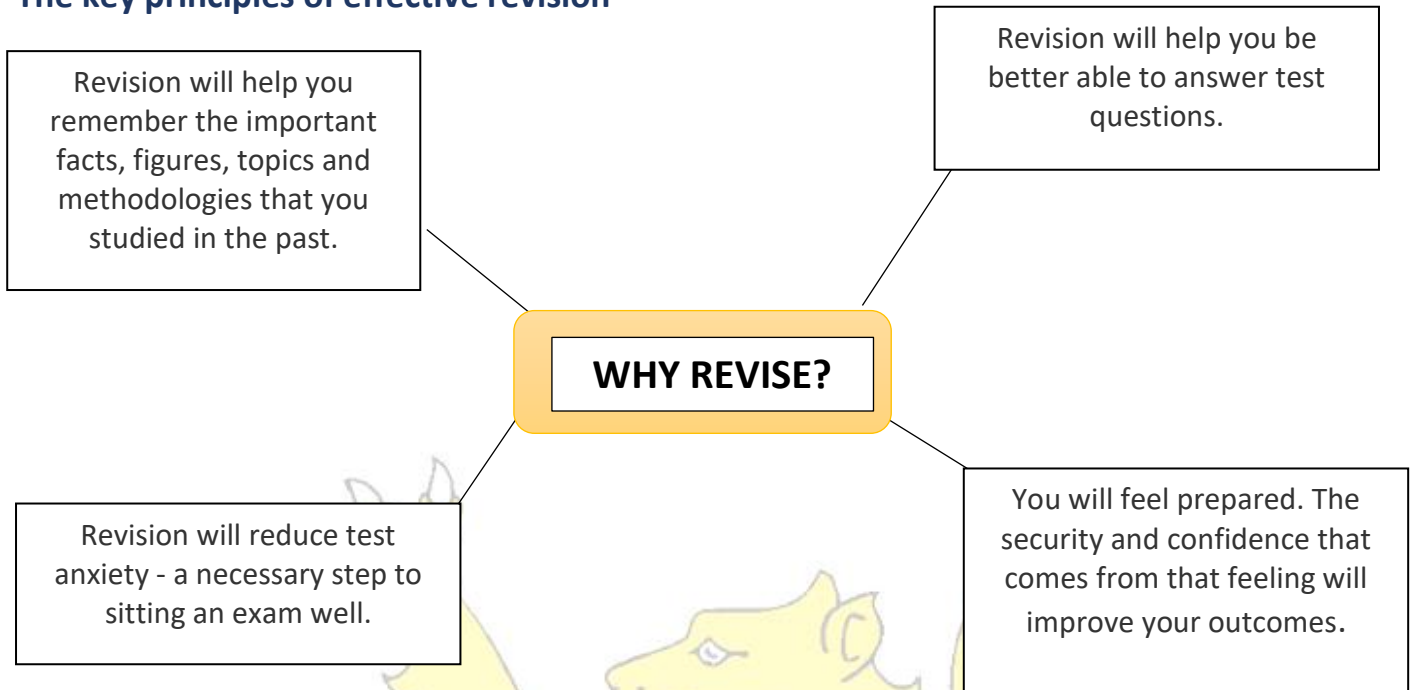 The key principles of effective revision
Revision will help you
remember the important
facts, figures, topics and
methodologies that you
studied in the past.
Revision will help you be
better able to answer test
questions.
WHY REVISE?
Revision will reduce test
anxiety - a necessary step to
sitting an exam well.
You will feel prepared. The
security and confidence that
comes from that feeling will
improve your outcomes.